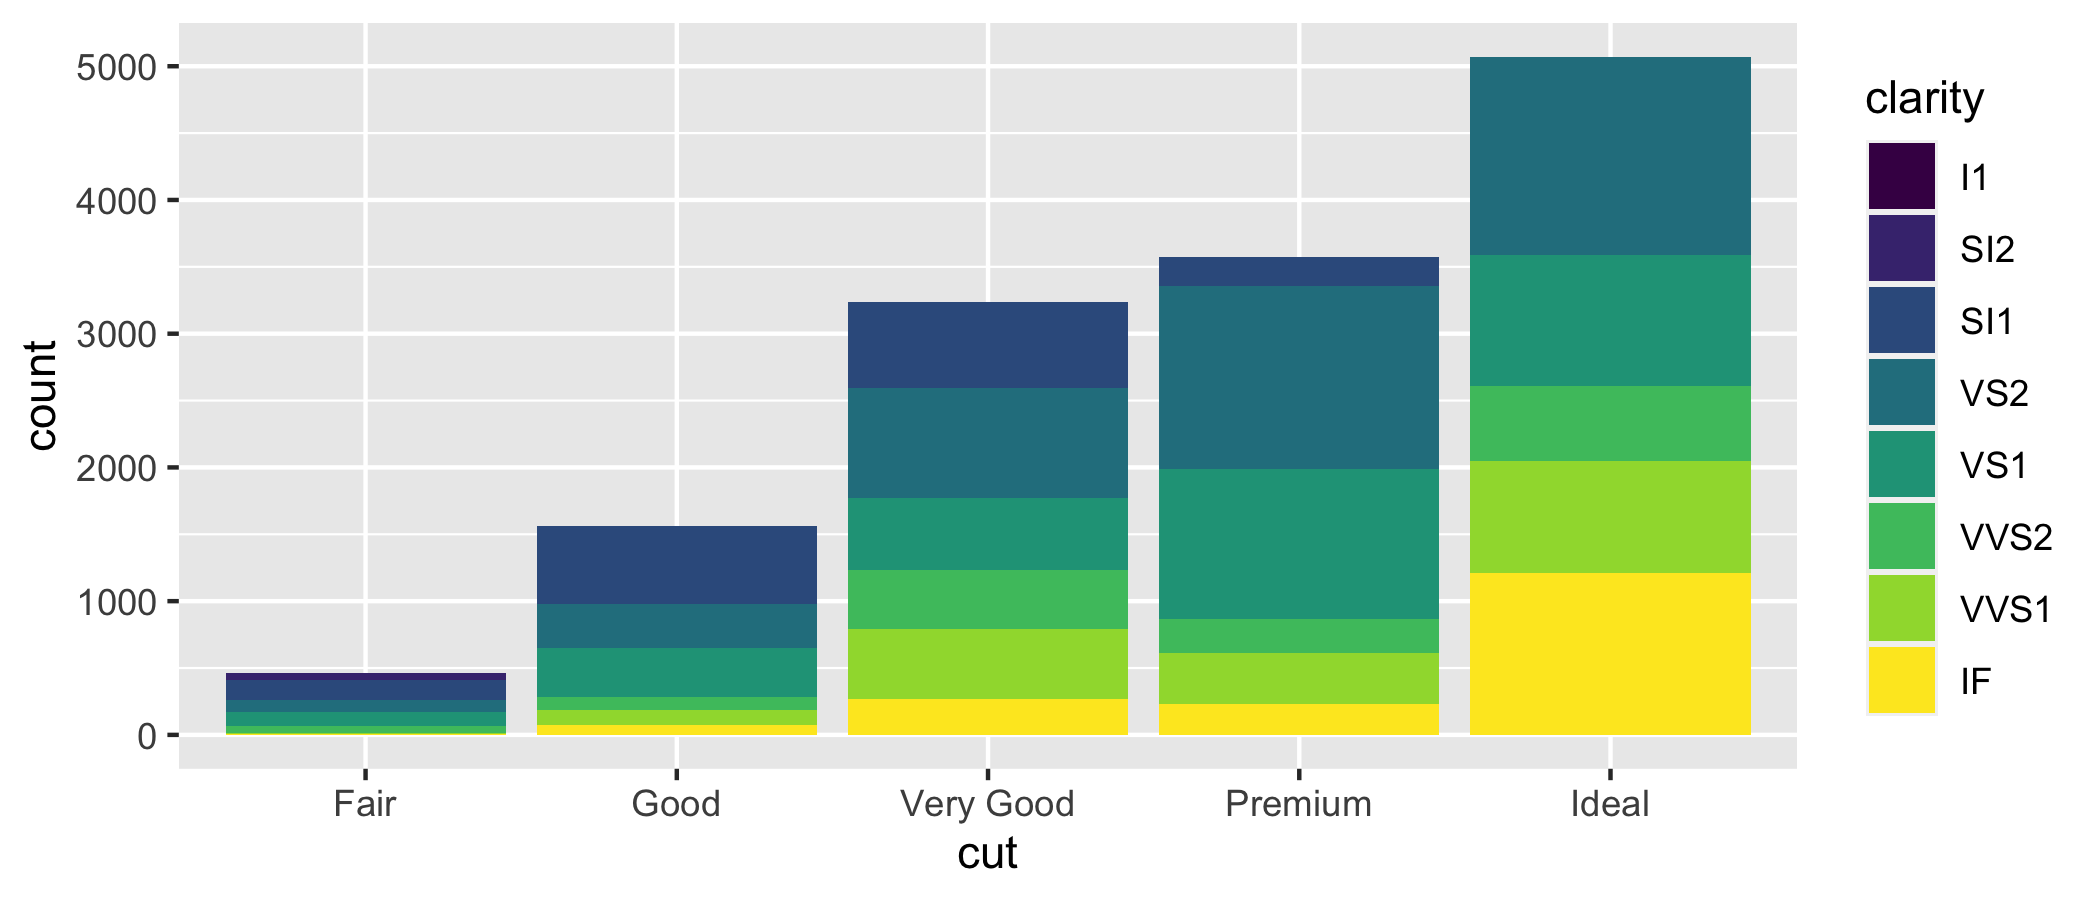 5000
4000
3000
2000
1000
0
count
Fair Good Very Good Premium Ideal
cut
clarity
I1
SI2
SI1
VS2
VS1
VVS2
VVS1
IF